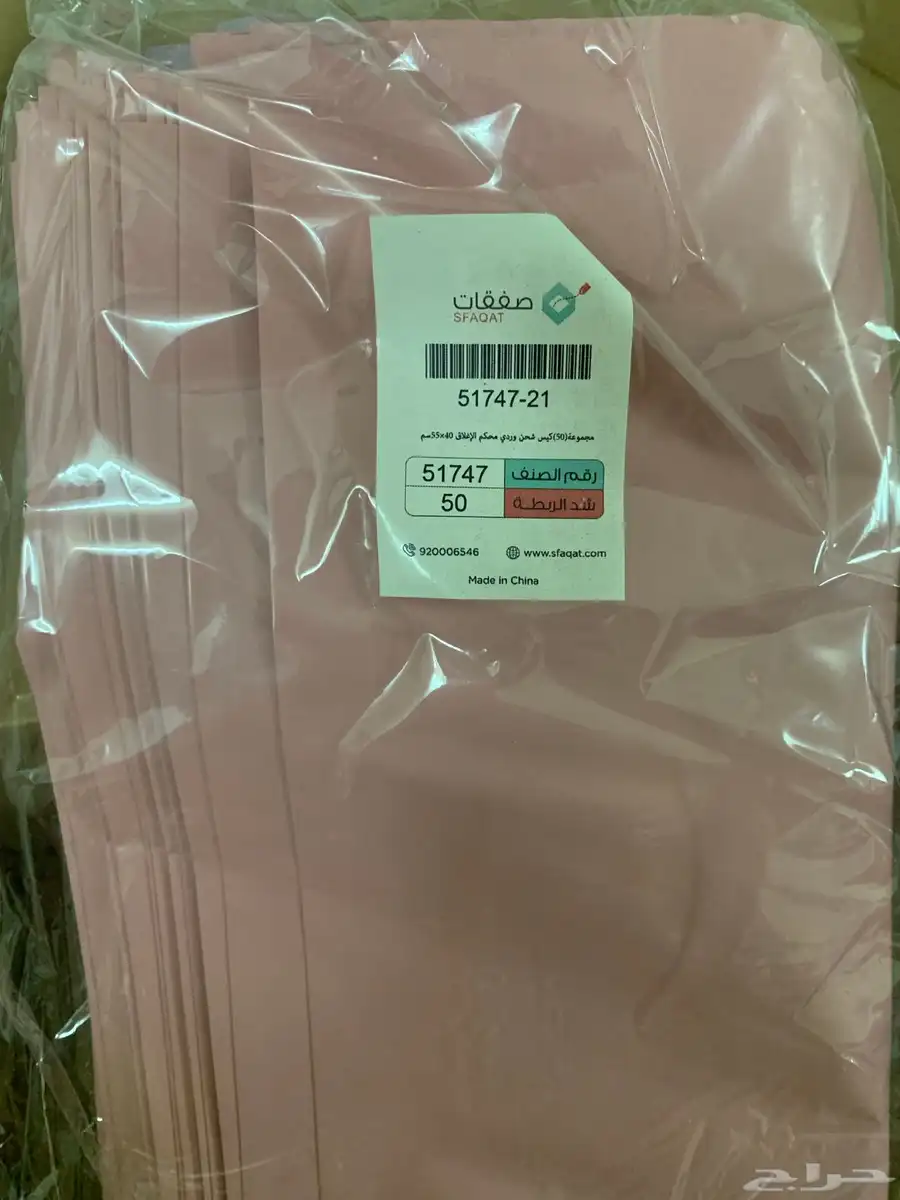 صفقات
SFAQAT
51747-21
مجموعة(50)كيس شحن وردي محكم الإغلاق 40×55سم
رقم الصنف 51747
شد الربطة 50
920006546 www.sfaqat.com
Made in China
حراج